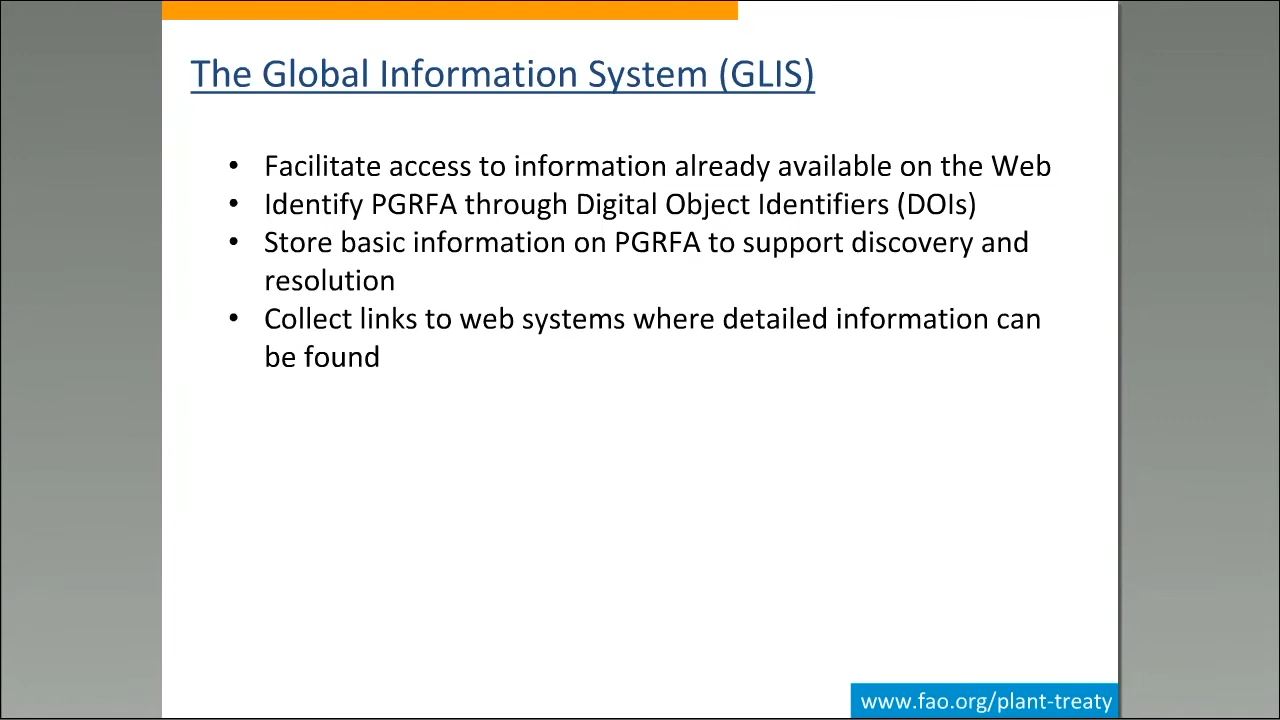 The Global Information System (GLIS)
• Facilitate access to information already available on the Web
• Identify PGRFA through Digital Object Identifiers (DOIs)
• Store basic information on PGRFA to support discovery and
resolution
• Collect links to web systems where detailed information can
be found
www.fao.org/plant-treaty